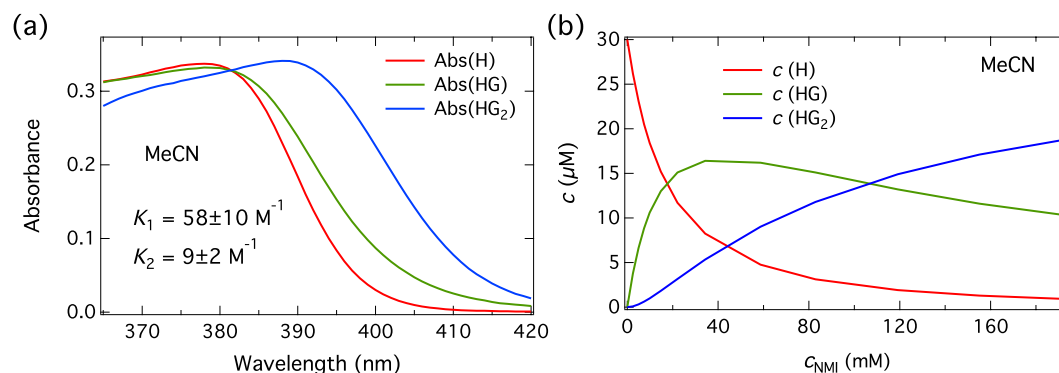 (a)
Absorbance
0.3
0.2
0.1
0.0
Abs(H)
Abs(HG)
Abs(HG₂)
MeCN
K₁ = 58±10 M⁻¹
K₂ = 9±2 M⁻¹
370 380 390 400 410 420
Wavelength (nm)
(b)
c (μM)
30
25
20
15
10
5
0
MeCN
c (H)
c (HG)
c (HG₂)
0 40 80 120 160
c_NMI (mM)